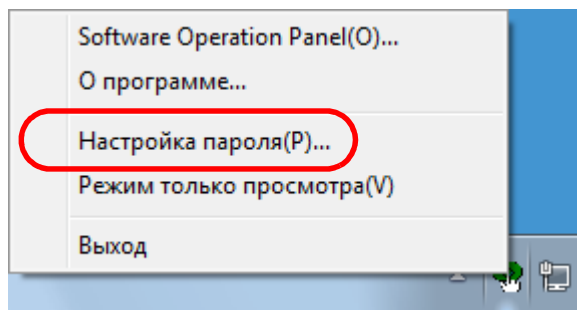 Software Operation Panel(O)...
О программе...
Настройка пароля(P)...
Режим только просмотра(V)
Выход